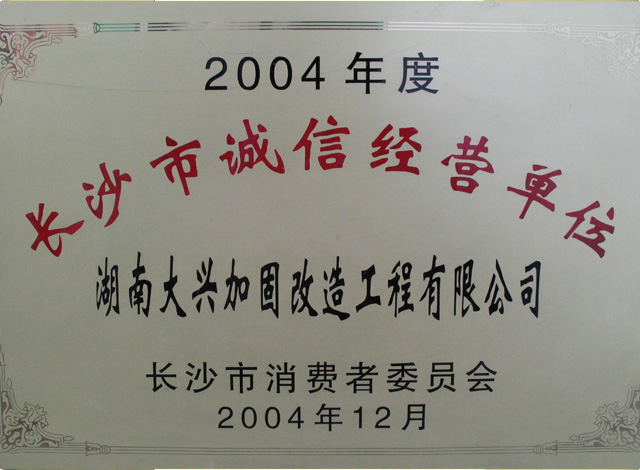 2004年度
长沙市诚信经营单位
湖南大兴加固改造工程有限公司
长沙市消费者委员会
2004年12月